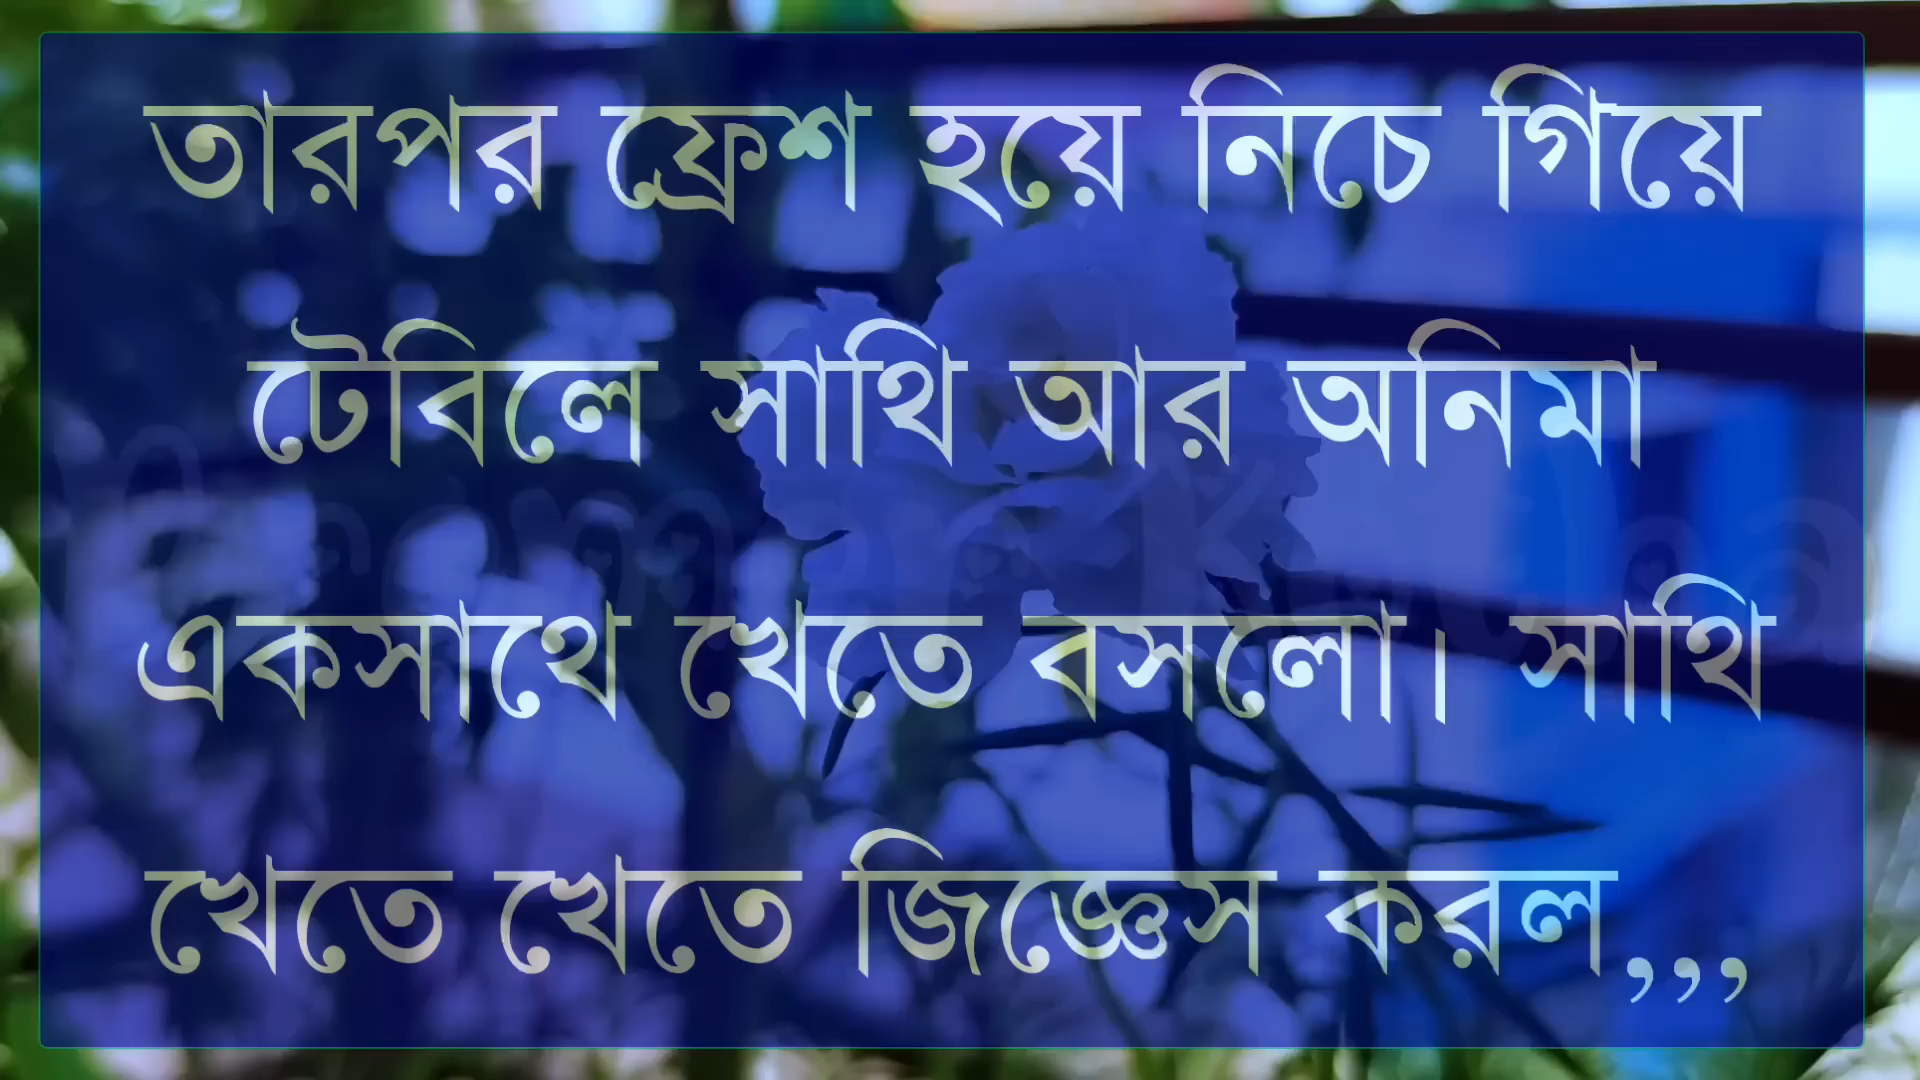 তারপর ফ্রেশ হয়ে নিচে গিয়ে
টেবিলে সাথি আর অনিমা
একসাথে খেতে বসলো। সাথি
খেতে খেতে জিজ্ঞেস করল,,,